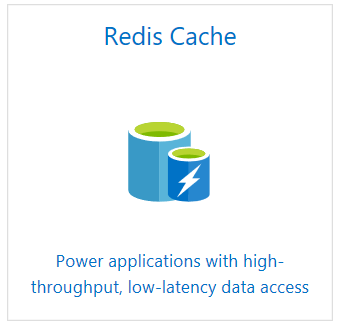 Redis Cache
Power applications with high-
throughput, low-latency data access